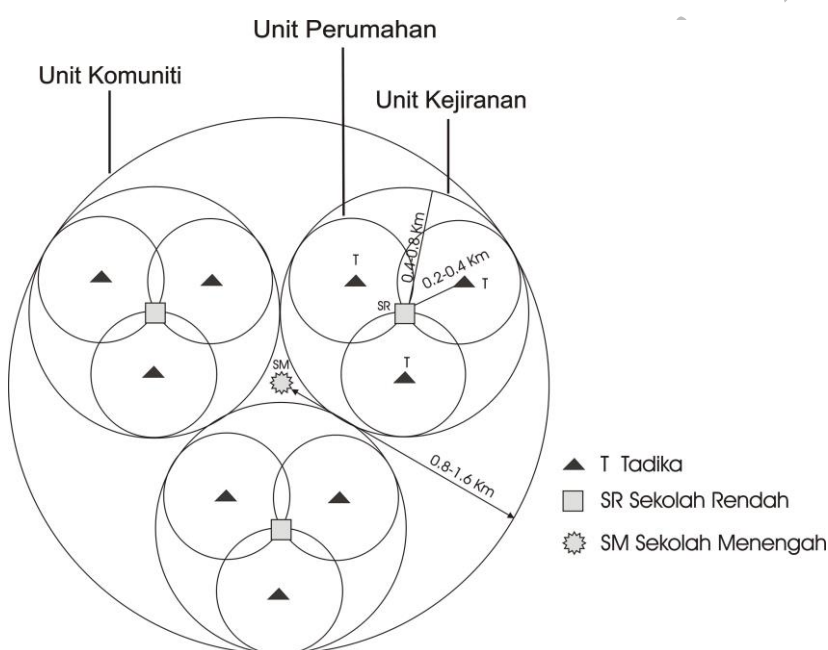 Unit Perumahan
Unit Komuniti
Unit Kejiranan
T
0.4-0.8 Km
0.2-0.4 Km
T
SR
T
SM
0.8-1.6 Km
T Tadika
SR Sekolah Rendah
SM Sekolah Menengah